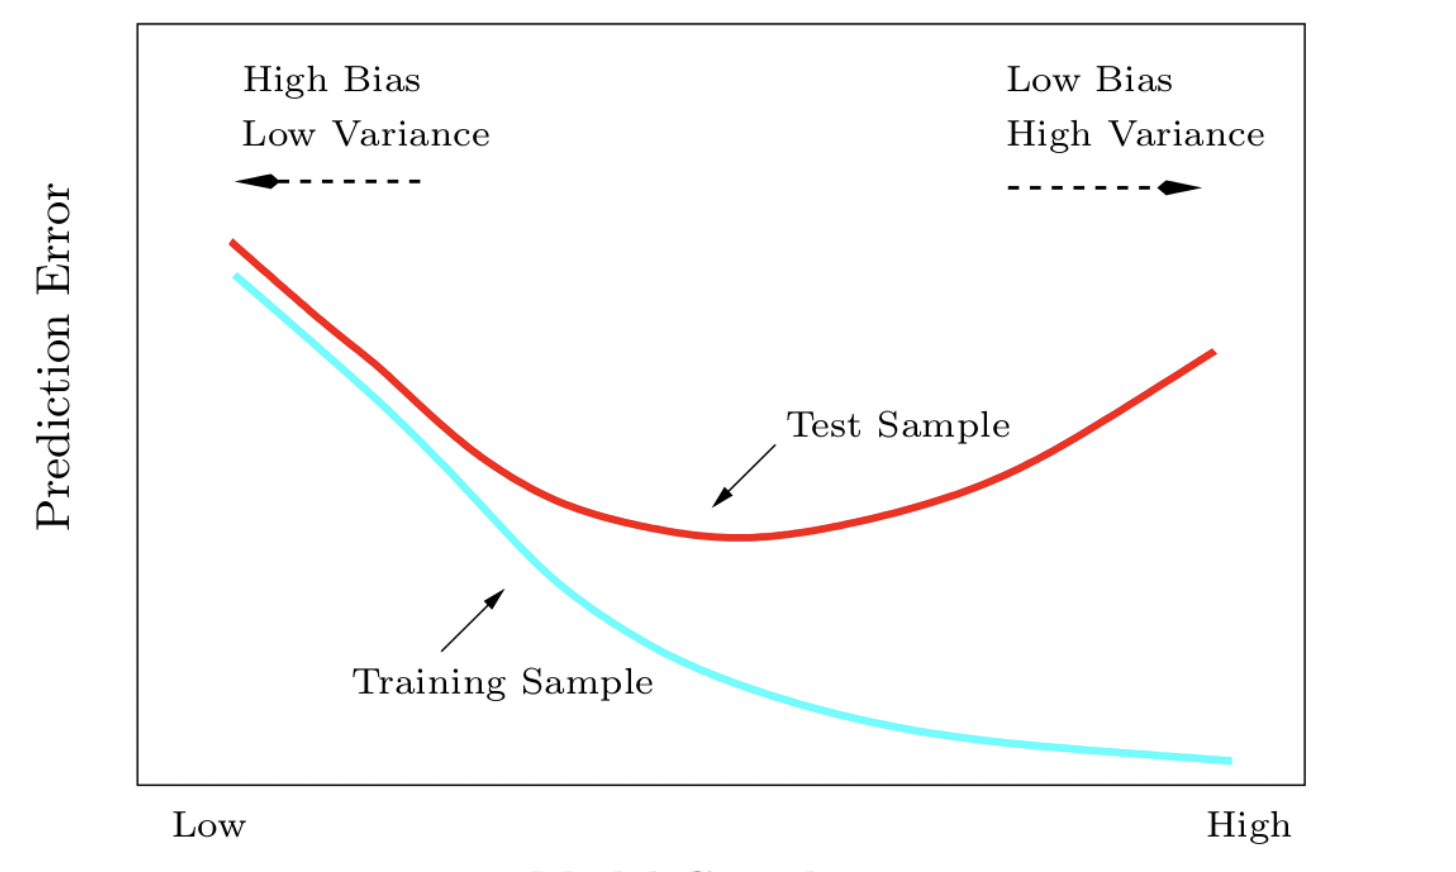 High Bias
Low Variance
Low Bias
High Variance
Prediction Error
Test Sample
Training Sample
Low
High